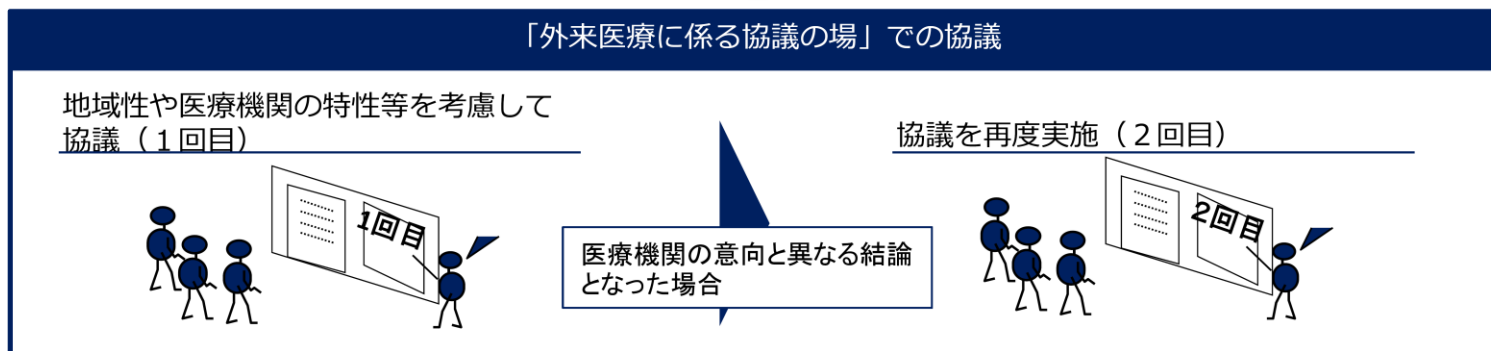 「外来医療に係る協議の場」での協議
地域性や医療機関の特性等を考慮して
協議（１回目）
1回目
医療機関の意向と異なる結論
となった場合
協議を再度実施（２回目）
2回目